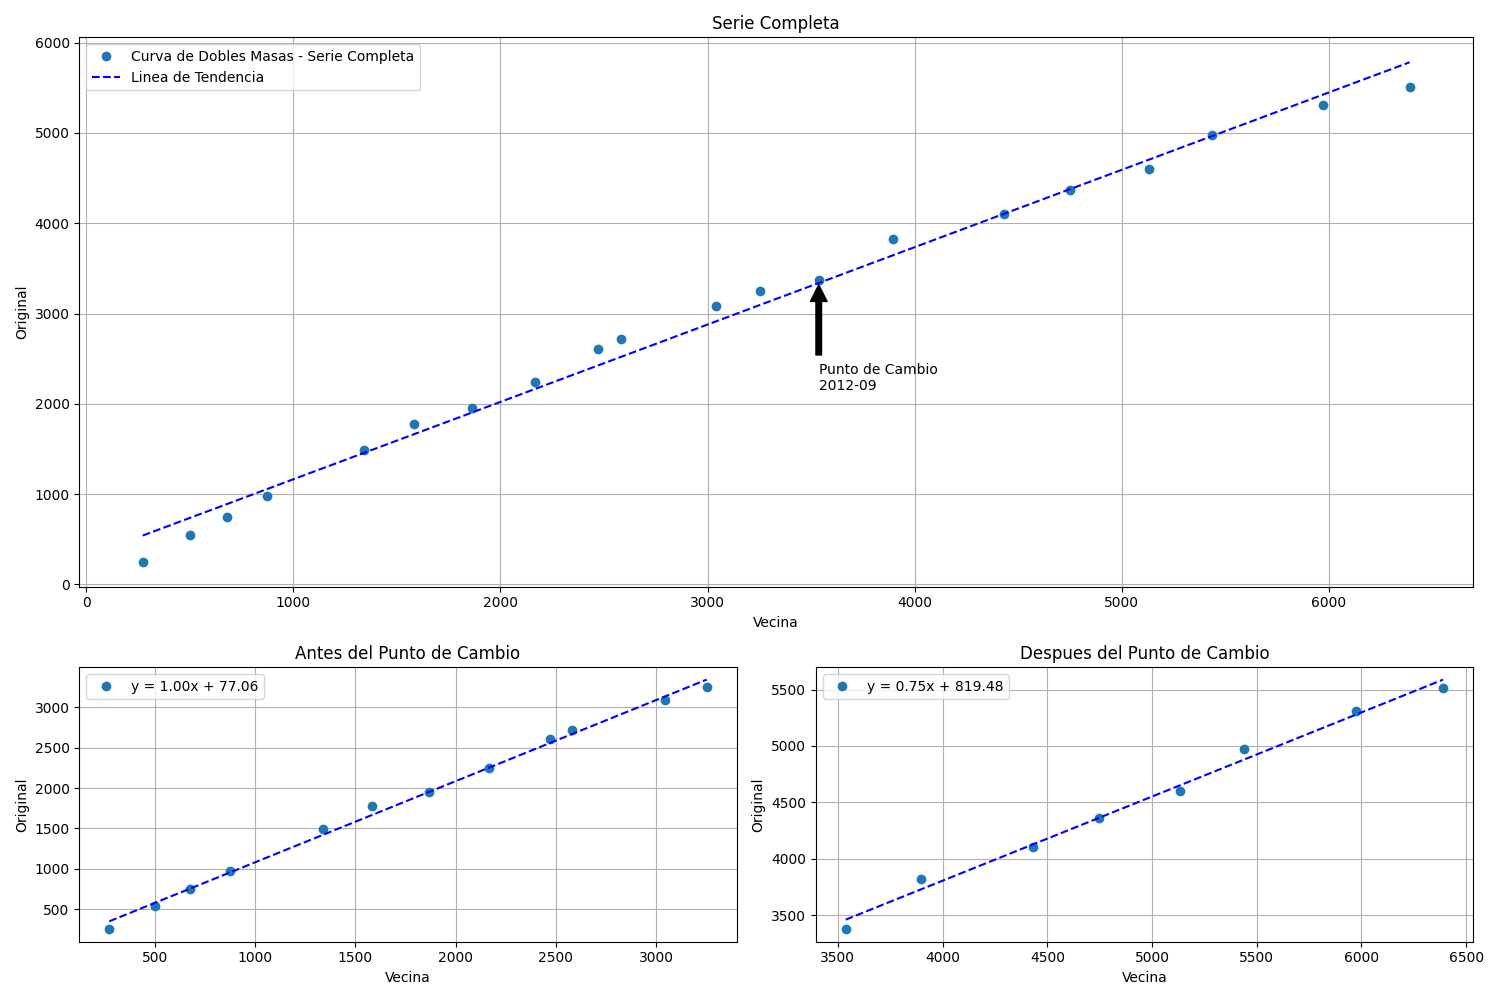 Serie Completa
Curva de Dobles Masas - Serie Completa
Linea de Tendencia
6000
5000
4000
3000
2000
1000
0
Original
Punto de Cambio
2012-09
0 1000 2000 3000 4000 5000 6000
Vecina
Antes del Punto de Cambio
y = 1.00x + 77.06
3000
2500
2000
1500
1000
500
Original
500 1000 1500 2000 2500 3000
Vecina
Despues del Punto de Cambio
y = 0.75x + 819.48
5500
5000
4500
4000
3500
Original
3500 4000 4500 5000 5500 6000 6500
Vecina